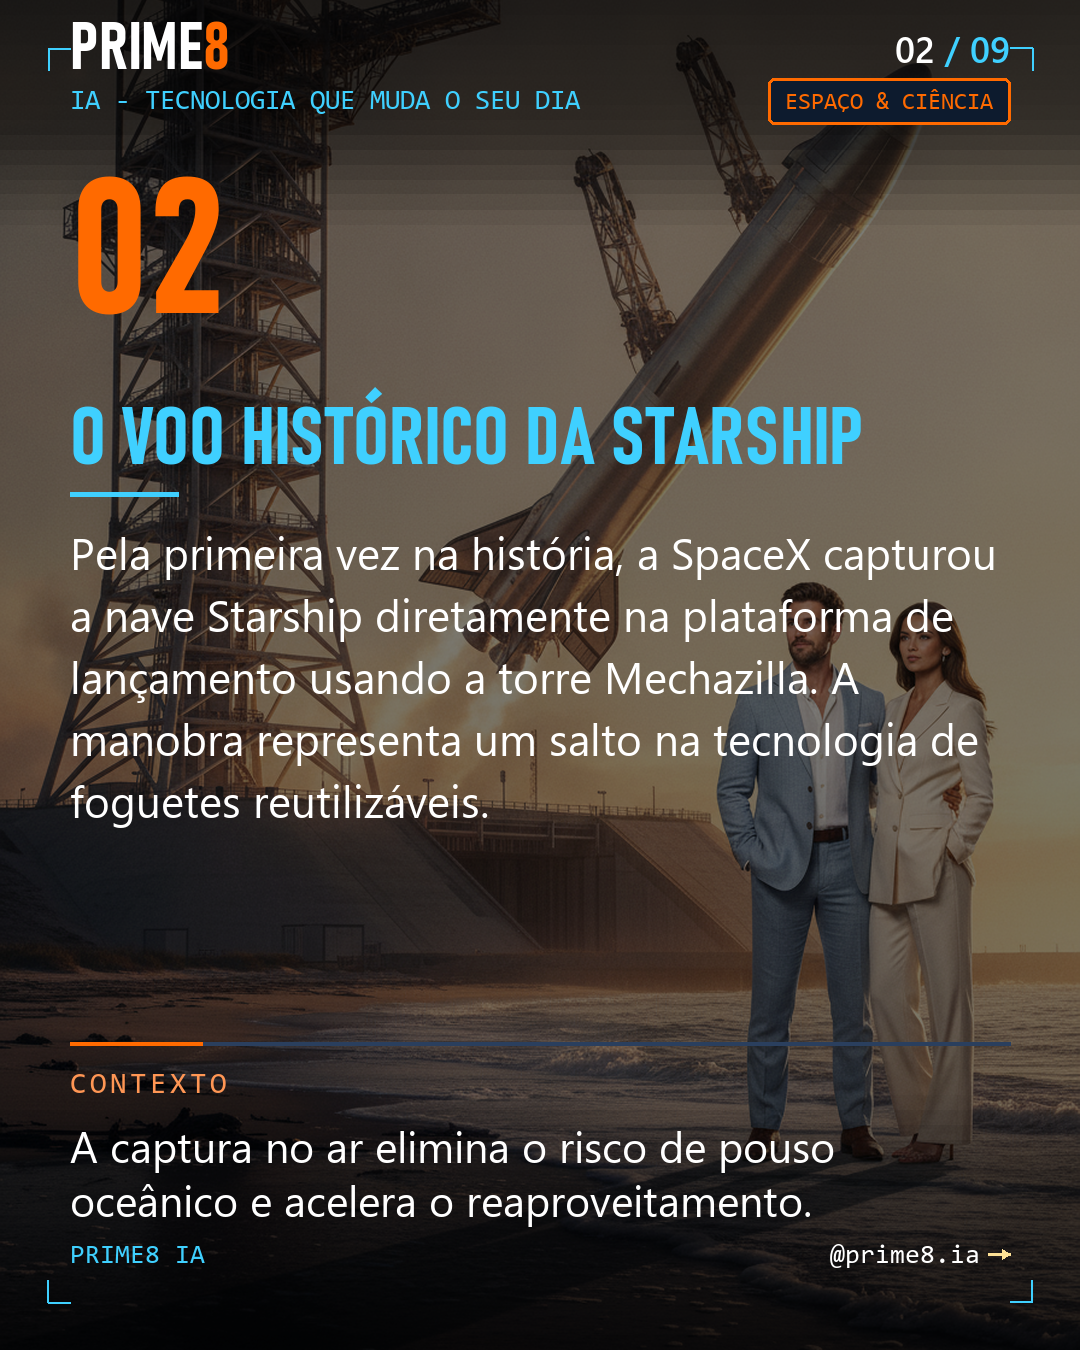 PRIME8
IA - TECNOLOGIA QUE MUDA O SEU DIA
02 / 09
ESPAÇO & CIÊNCIA
02
O VOO HISTÓRICO DA STARSHIP
Pela primeira vez na história, a SpaceX capturou
a nave Starship diretamente na plataforma de
lançamento usando a torre Mechazilla. A
manobra representa um salto na tecnologia de
foguetes reutilizáveis.
CONTEXTO
A captura no ar elimina o risco de pouso
oceânico e acelera o reaproveitamento.
PRIME8 IA
@prime8.ia